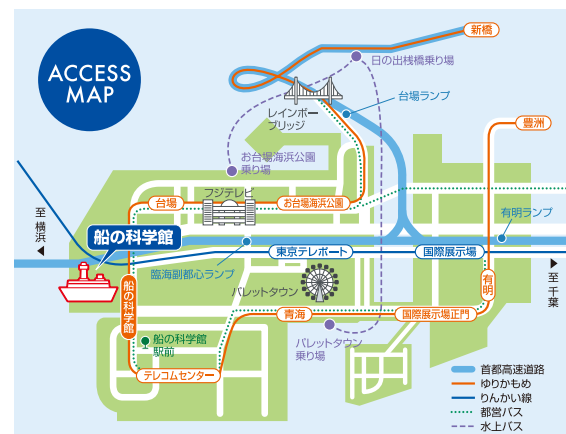 ACCESS
MAP
新橋
日の出桟橋乗り場
台場ランプ
レインボー
ブリッジ
豊洲
お台場海浜公園
乗り場
フジテレビ
台場
お台場海浜公園
至横浜
船の科学館
有明ランプ
東京テレポート
国際展示場
臨海副都心ランプ
至千葉
船の科学館
パレットタウン
有明
青海
国際展示場正門
船の科学館
駅前
パレットタウン
乗り場
テレコムセンター
首都高速道路
ゆりかもめ
りんかい線
都営バス
水上バス